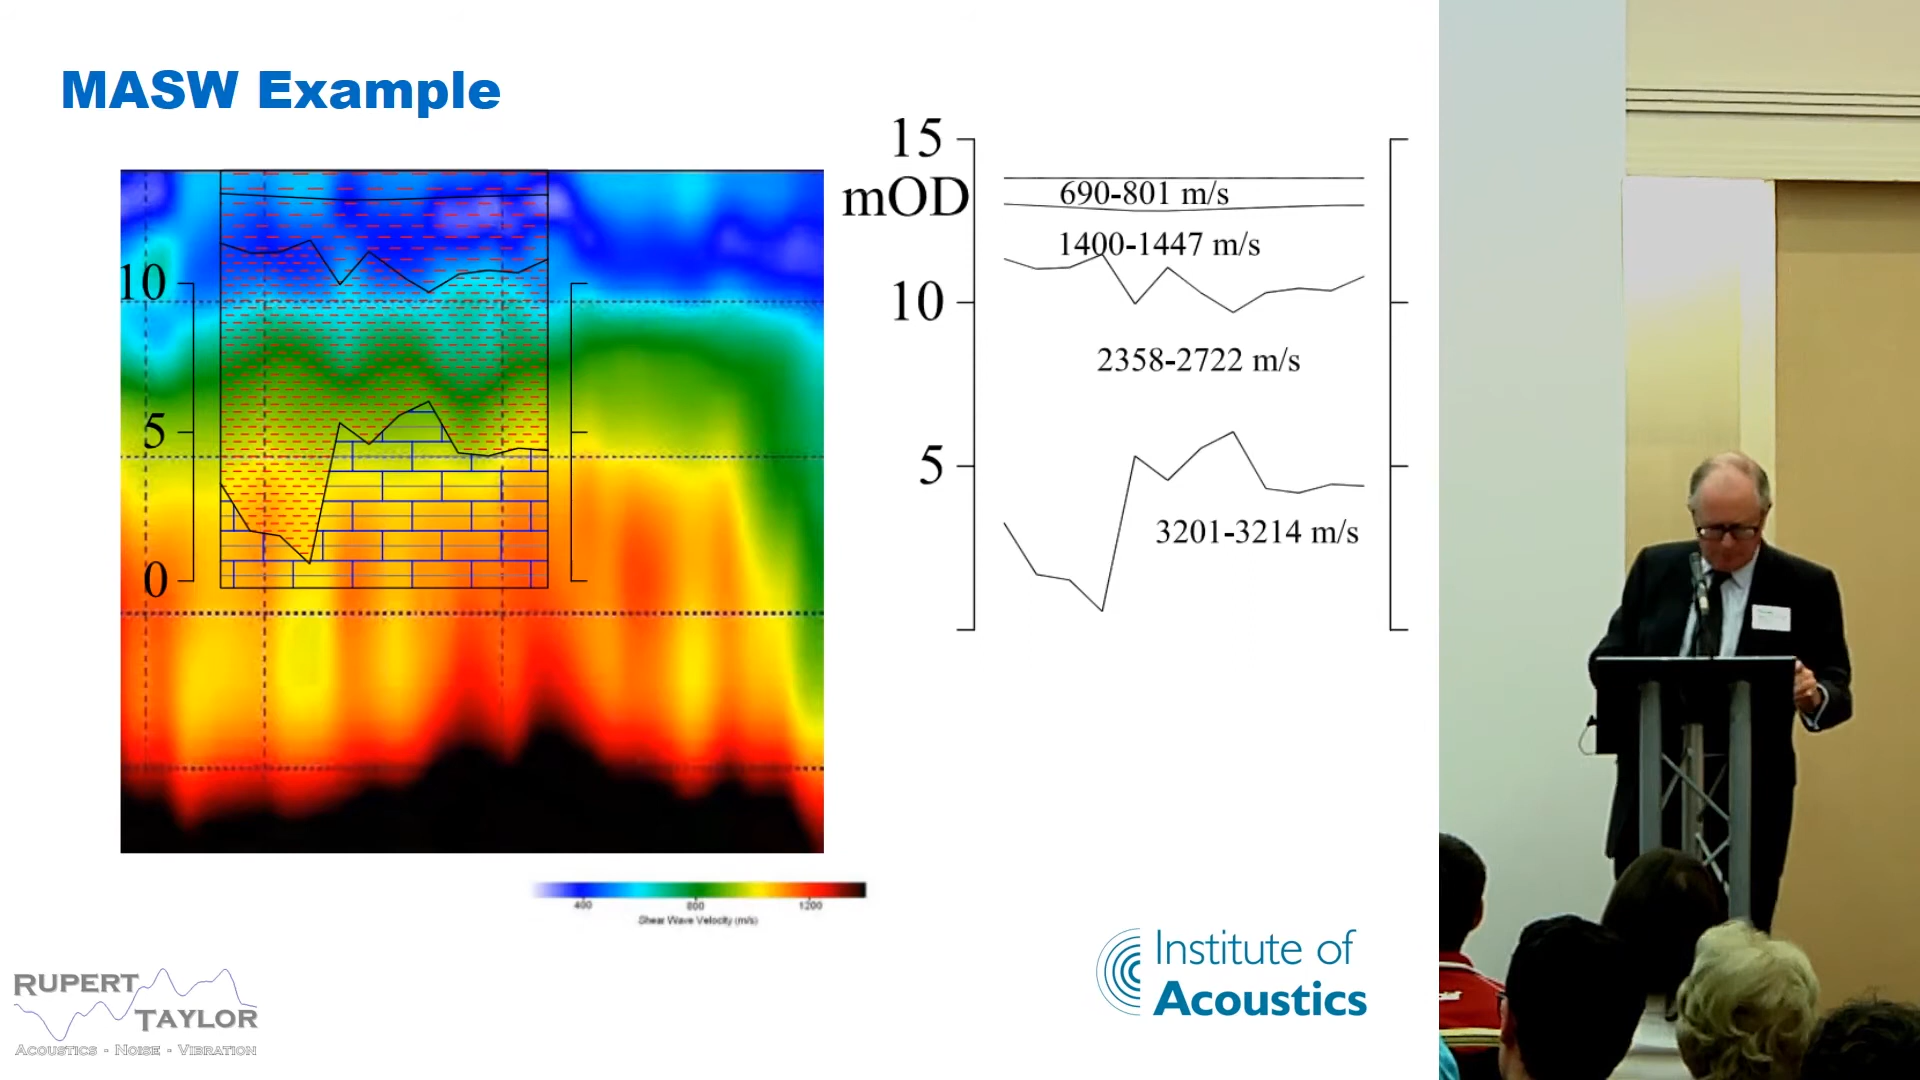 MASW Example
10
5
0
15
mOD
10
5
690-801 m/s
1400-1447 m/s
2358-2722 m/s
3201-3214 m/s
400 800 1200
Shear Wave Velocity (m/s)
RUPERT
TAYLOR
ACOUSTICS - NOISE - VIBRATION
Institute of
Acoustics